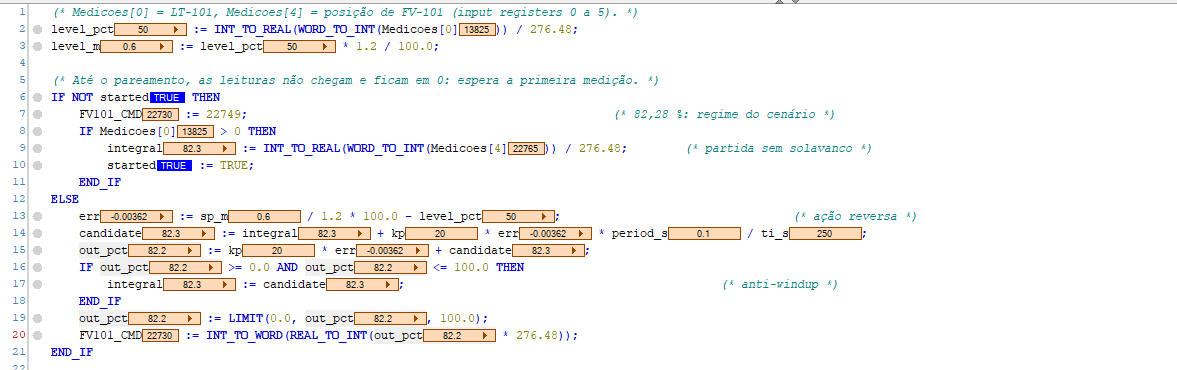 1 (* Medicoes[0] = LT-101, Medicoes[4] = posição de FV-101 (input registers 0 a 5). *)
2 level_pct 50 := INT_TO_REAL(WORD_TO_INT(Medicoes[0] 13825 )) / 276.48;
3 level_m 0.6 := level_pct 50 * 1.2 / 100.0;
4
5 (* Até o pareamento, as leituras não chegam e ficam em 0: espera a primeira medição. *)
6 IF NOT started TRUE THEN
7 FV101_CMD 22730 := 22749; (* 82,28 %: regime do cenário *)
8 IF Medicoes[0] 13825 > 0 THEN
9 integral 82.3 := INT_TO_REAL(WORD_TO_INT(Medicoes[4] 22765 )) / 276.48; (* partida sem solavanco *)
10 started TRUE := TRUE;
11 END_IF
12 ELSE
13 err -0.00362 := sp_m 0.6 / 1.2 * 100.0 - level_pct 50 ; (* ação reversa *)
14 candidate 82.3 := integral 82.3 + kp 20 * err -0.00362 * period_s 0.1 / ti_s 250 ;
15 out_pct 82.2 := kp 20 * err -0.00362 + candidate 82.3 ;
16 IF out_pct 82.2 >= 0.0 AND out_pct 82.2 <= 100.0 THEN
17 integral 82.3 := candidate 82.3 ; (* anti-windup *)
18 END_IF
19 out_pct 82.2 := LIMIT(0.0, out_pct 82.2 , 100.0);
20 FV101_CMD 22730 := INT_TO_WORD(REAL_TO_INT(out_pct 82.2 * 276.48));
21 END_IF
22